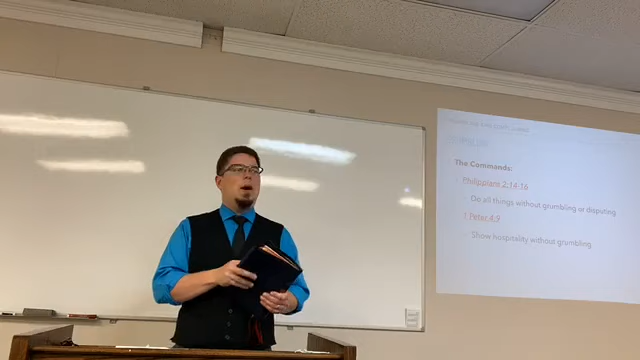 The Commands:
Philippians 2:14-16
Do all things without grumbling or disputing
1 Peter 4:9
Show hospitality without grumbling